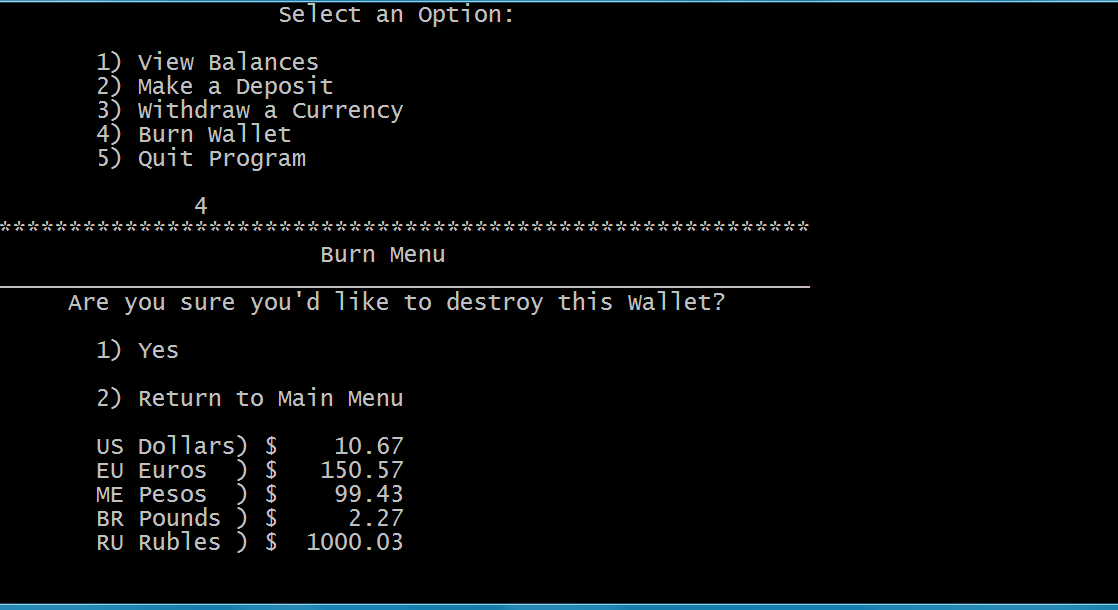 Select an Option:
1) View Balances
2) Make a Deposit
3) Withdraw a Currency
4) Burn Wallet
5) Quit Program
4
**********************************************************
Burn Menu
Are you sure you'd like to destroy this Wallet?
1) Yes
2) Return to Main Menu
US Dollars) $    10.67
EU Euros  ) $   150.57
ME Pesos  ) $    99.43
BR Pounds ) $     2.27
RU Rubles ) $  1000.03